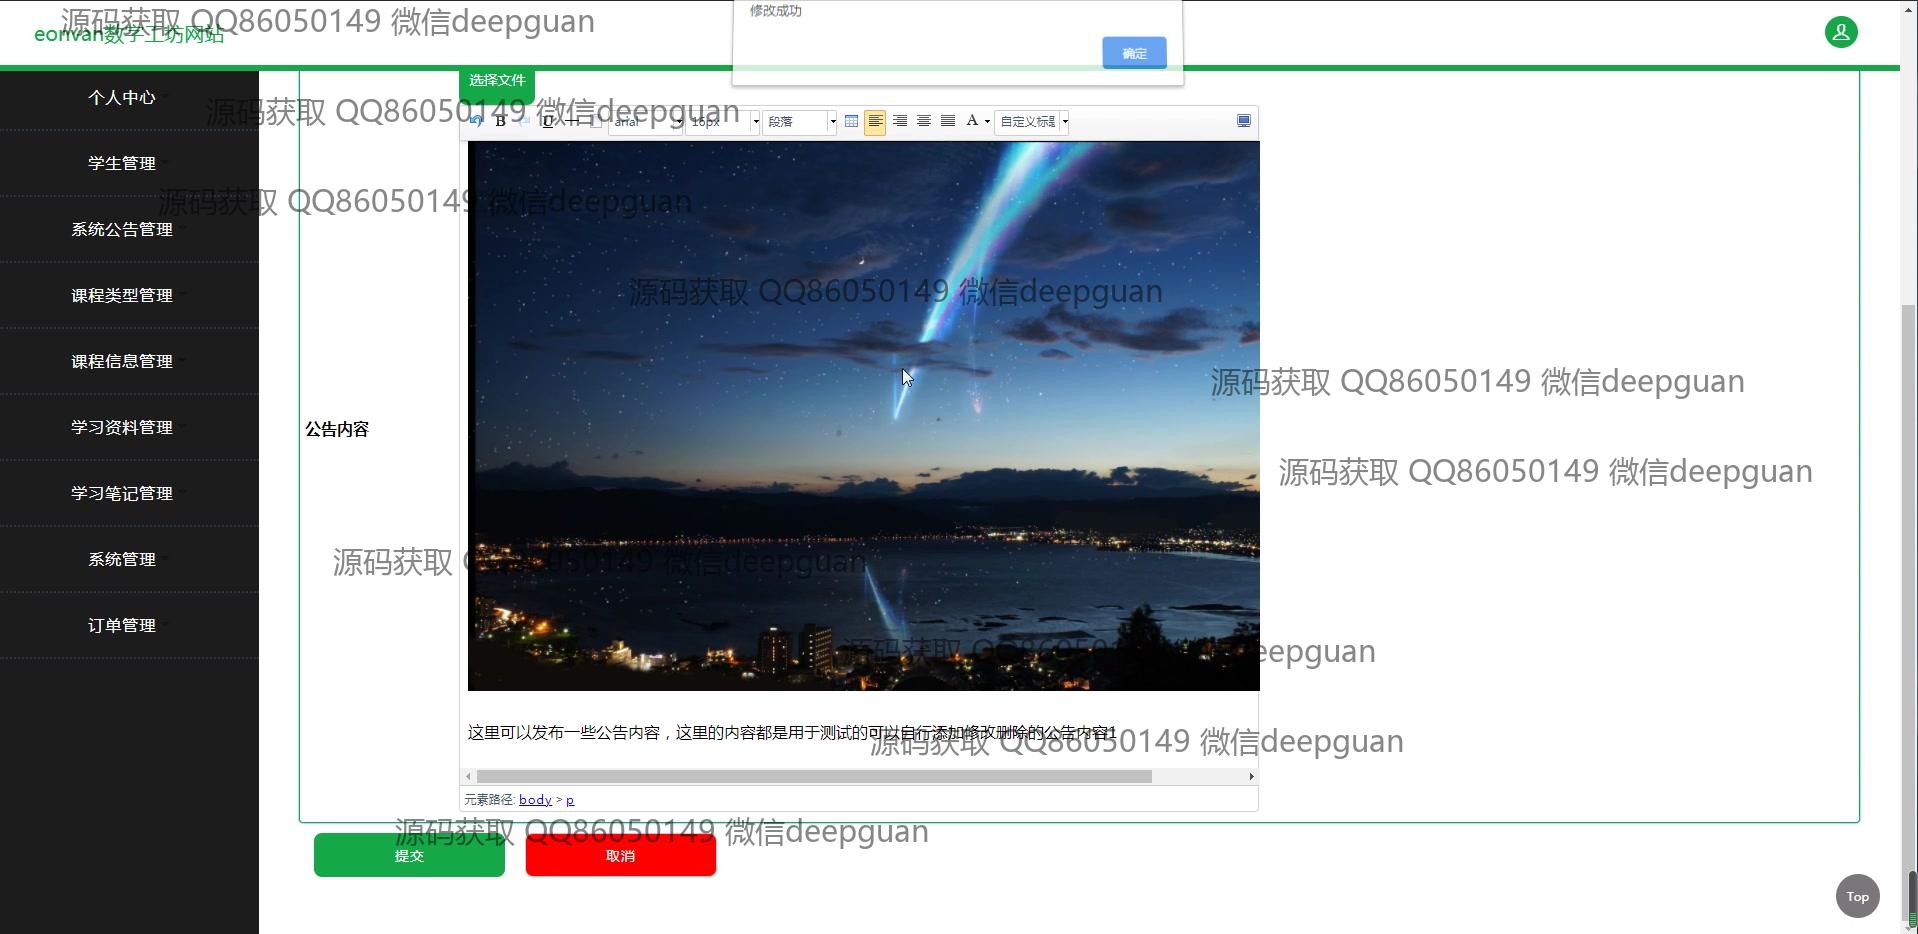 修改成功
确定
源码获取 QQ86050149 微信deepguan
eonvan数学工坊网站
个人中心
学生管理
系统公告管理
课程类型管理
课程信息管理
学习资料管理
学习笔记管理
系统管理
订单管理
选择文件
源码获取 QQ86050149 微信deepguan
B U arial 16px 段落 A 自定义标题
源码获取 QQ86050149 微信deepguan
源码获取 QQ86050149 微信deepguan
源码获取 QQ86050149 微信deepguan
公告内容
源码获取 QQ86050149 微信deepguan
源码获取 QQ86050149 微信deepguan
源码获取 QQ86050149 微信deepguan
这里可以发布一些公告内容，这里的内容都是用于测试的可以自行添加修改删除的公告内容1
源码获取 QQ86050149 微信deepguan
元素路径: body > p
源码获取 QQ86050149 微信deepguan
提交
取消
Top